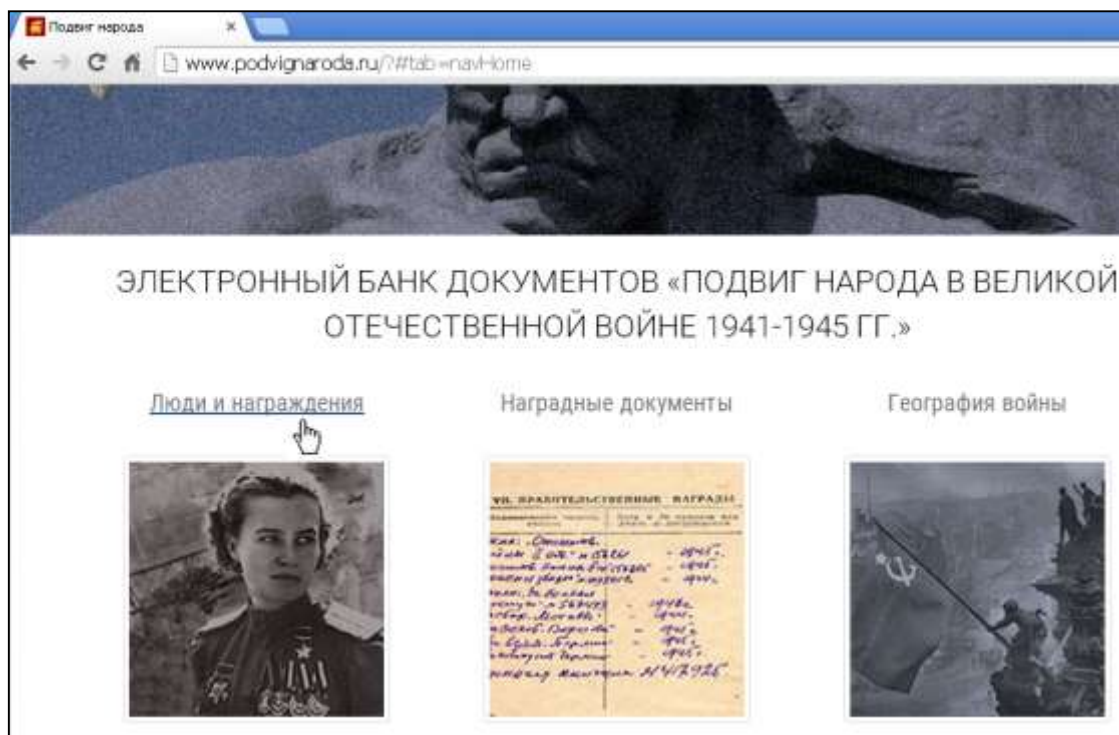 Подвиг народа
www.podvignaroda.ru/?#tab=navHome
ЭЛЕКТРОННЫЙ БАНК ДОКУМЕНТОВ «ПОДВИГ НАРОДА В ВЕЛИКОЙ
ОТЕЧЕСТВЕННОЙ ВОЙНЕ 1941-1945 ГГ.»
Люди и награждения
Наградные документы
География войны
VII. ПРАВИТЕЛЬСТВЕННЫЕ НАГРАДЫ